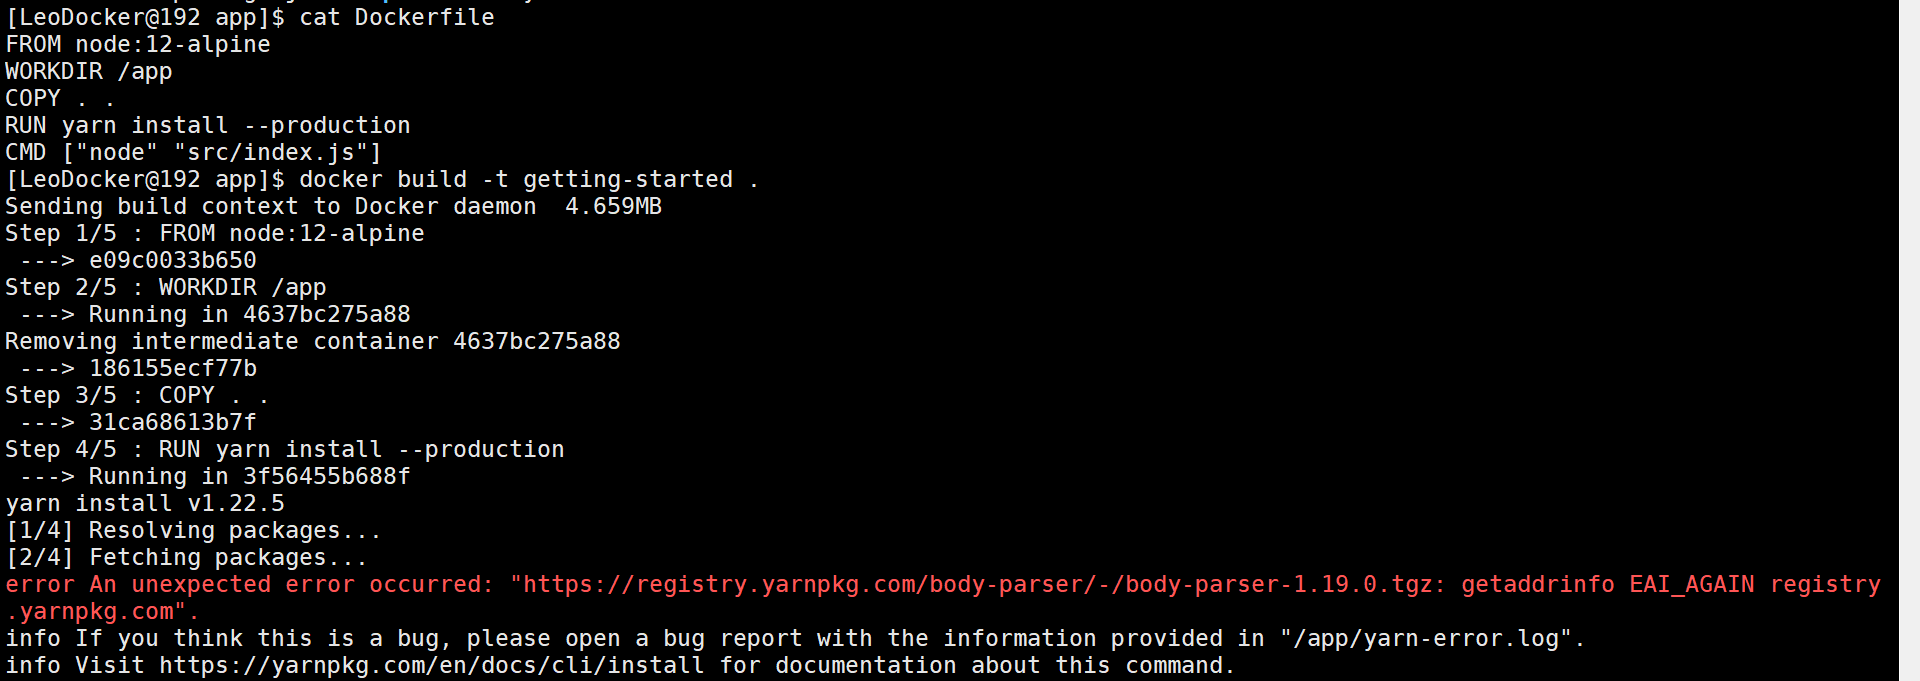 [LeoDocker@192 app]$ cat Dockerfile
FROM node:12-alpine
WORKDIR /app
COPY . .
RUN yarn install --production
CMD ["node" "src/index.js"]
[LeoDocker@192 app]$ docker build -t getting-started .
Sending build context to Docker daemon  4.659MB
Step 1/5 : FROM node:12-alpine
 ---> e09c0033b650
Step 2/5 : WORKDIR /app
 ---> Running in 4637bc275a88
Removing intermediate container 4637bc275a88
 ---> 186155ecf77b
Step 3/5 : COPY . .
 ---> 31ca68613b7f
Step 4/5 : RUN yarn install --production
 ---> Running in 3f56455b688f
yarn install v1.22.5
[1/4] Resolving packages...
[2/4] Fetching packages...
error An unexpected error occurred: "https://registry.yarnpkg.com/body-parser/-/body-parser-1.19.0.tgz: getaddrinfo EAI_AGAIN registry
.yarnpkg.com".
info If you think this is a bug, please open a bug report with the information provided in "/app/yarn-error.log".
info Visit https://yarnpkg.com/en/docs/cli/install for documentation about this command.